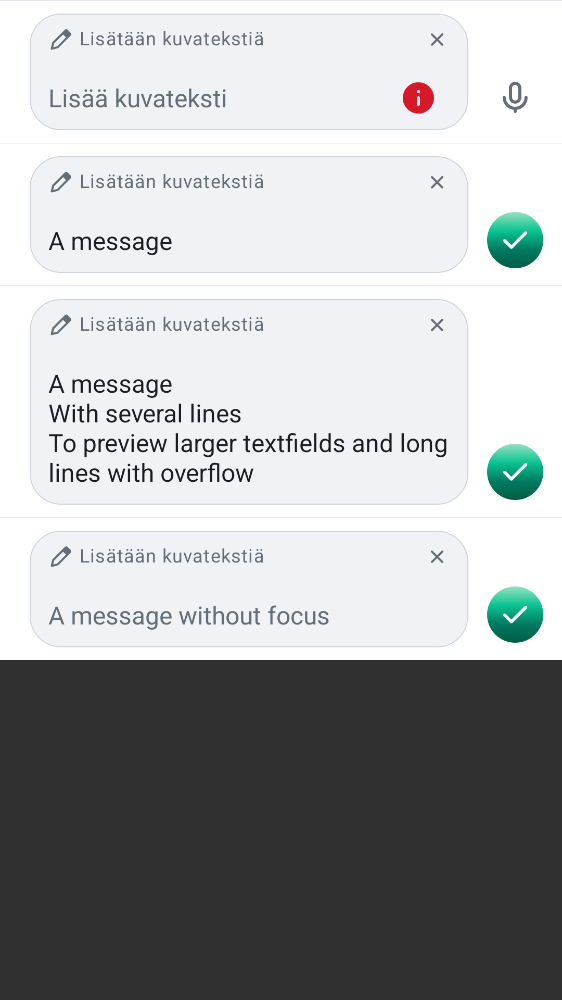 Lisätään kuvatekstiä
Lisää kuvateksti
Lisätään kuvatekstiä
A message
Lisätään kuvatekstiä
A message
With several lines
To preview larger textfields and long
lines with overflow
Lisätään kuvatekstiä
A message without focus